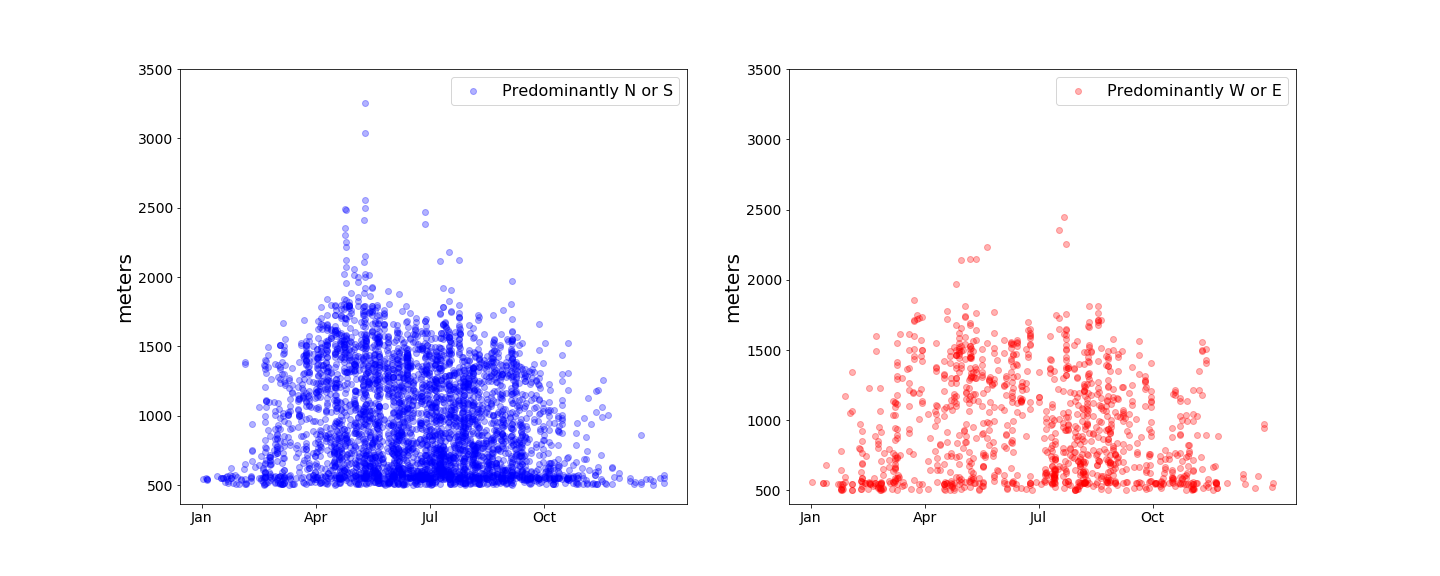 Predominantly N or S
meters
3500
3000
2500
2000
1500
1000
500
Jan
Apr
Jul
Oct
Predominantly W or E
meters
3500
3000
2500
2000
1500
1000
500
Jan
Apr
Jul
Oct